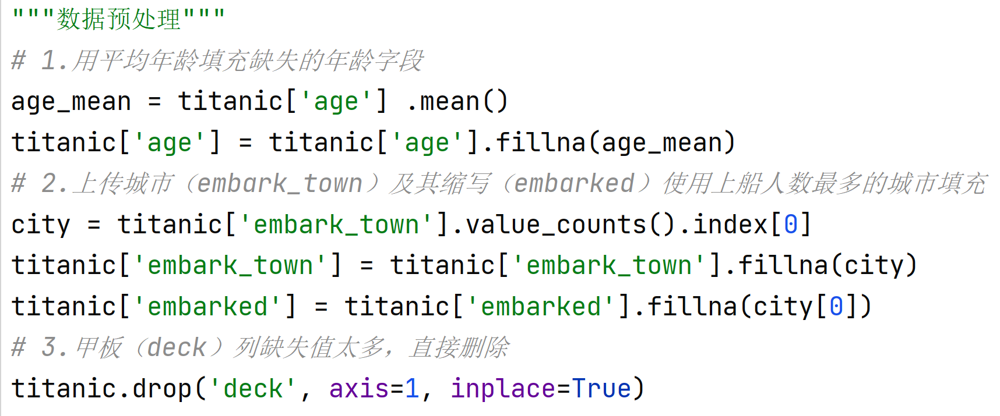 """数据预处理"""
# 1.用平均年龄填充缺失的年龄字段
age_mean = titanic['age'] .mean()
titanic['age'] = titanic['age'].fillna(age_mean)
# 2.上传城市（embark_town）及其缩写（embarked）使用上船人数最多的城市填充
city = titanic['embark_town'].value_counts().index[0]
titanic['embark_town'] = titanic['embark_town'].fillna(city)
titanic['embarked'] = titanic['embarked'].fillna(city[0])
# 3.甲板（deck）列缺失值太多，直接删除
titanic.drop('deck', axis=1, inplace=True)